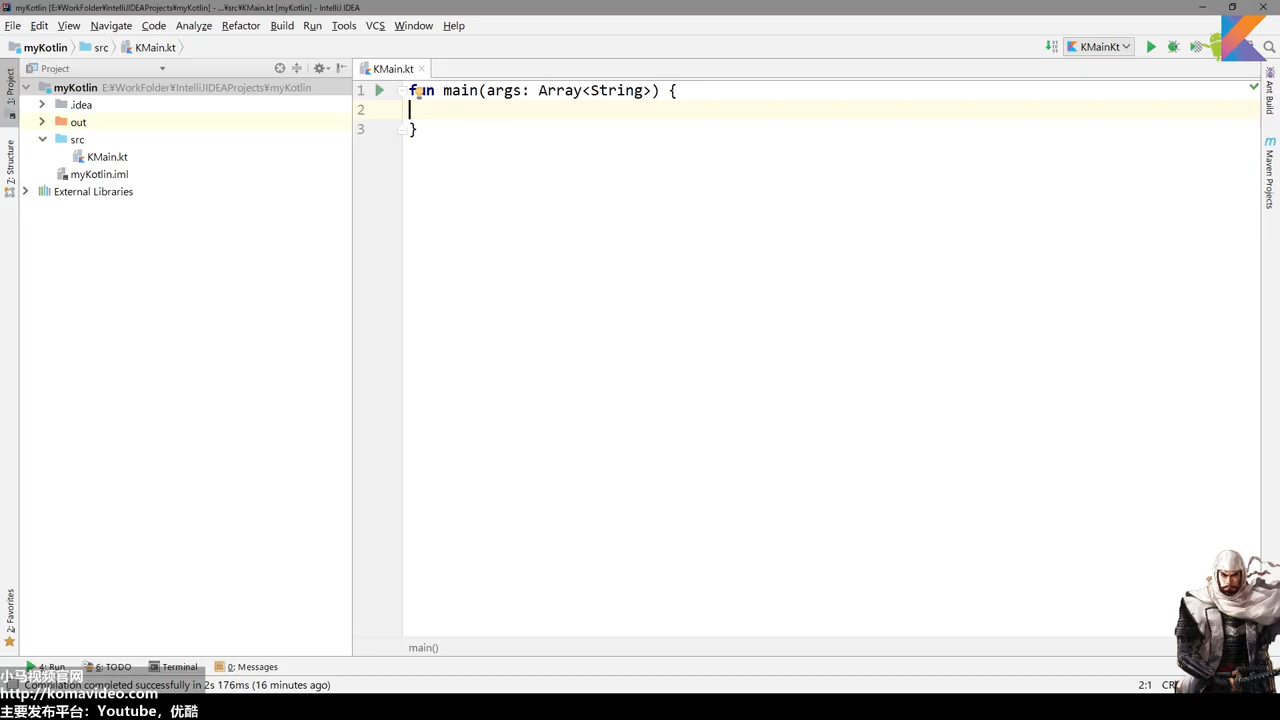 myKotlin [E:¥WorkFolder¥IntelliJIDEAProjects¥myKotlin] - ...¥src¥KMain.kt [myKotlin] - IntelliJ IDEA
File Edit View Navigate Code Analyze Refactor Build Run Tools VCS Window Help
myKotlin src KMain.kt
KMainKt
Project
KMain.kt
1: Project
Z: Structure
2: Favorites
myKotlin E:¥WorkFolder¥IntelliJIDEAProjects¥myKotlin
.idea
out
src
KMain.kt
myKotlin.iml
External Libraries
1 fun main(args: Array<String>) {
2
3 }
Ant Build
Maven Projects
main()
4: Run 6: TODO Terminal 0: Messages
Compilation completed successfully in 2s 176ms (16 minutes ago)
2:1
小马视频官网
http://komavideo.com
主要发布平台：Youtube，优酷